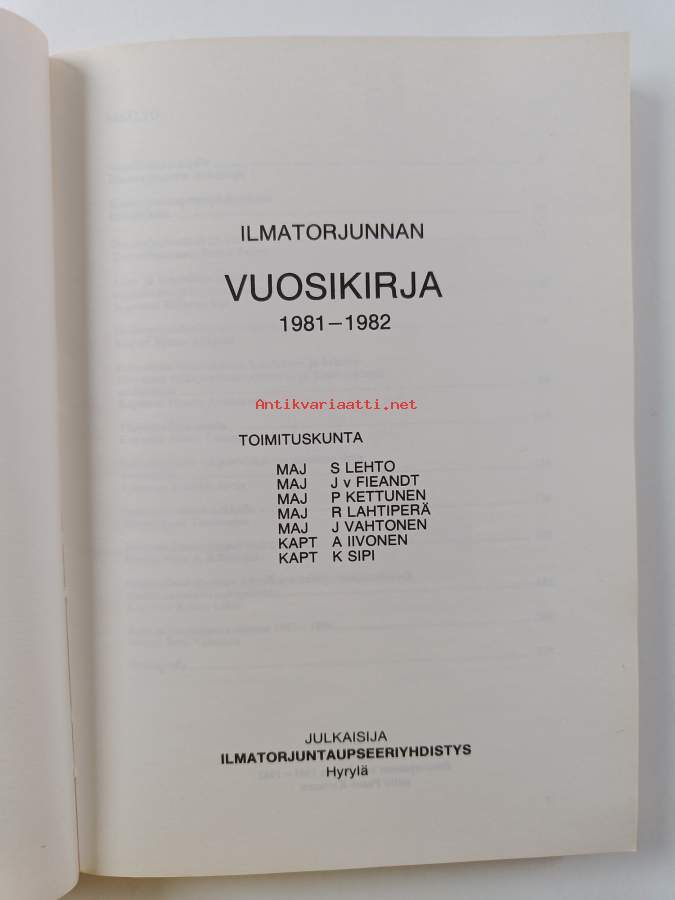 ILMATORJUNNAN
VUOSIKIRJA
1981–1982
Antikvariaatti.net
TOIMITUSKUNTA
MAJ S LEHTO
MAJ J v FIEANDT
MAJ P KETTUNEN
MAJ R LAHTIPERÄ
MAJ J VAHTONEN
KAPT A IIVONEN
KAPT K SIPI
JULKAISIJA
ILMATORJUNTAUPSEERIYHDISTYS
Hyrylä